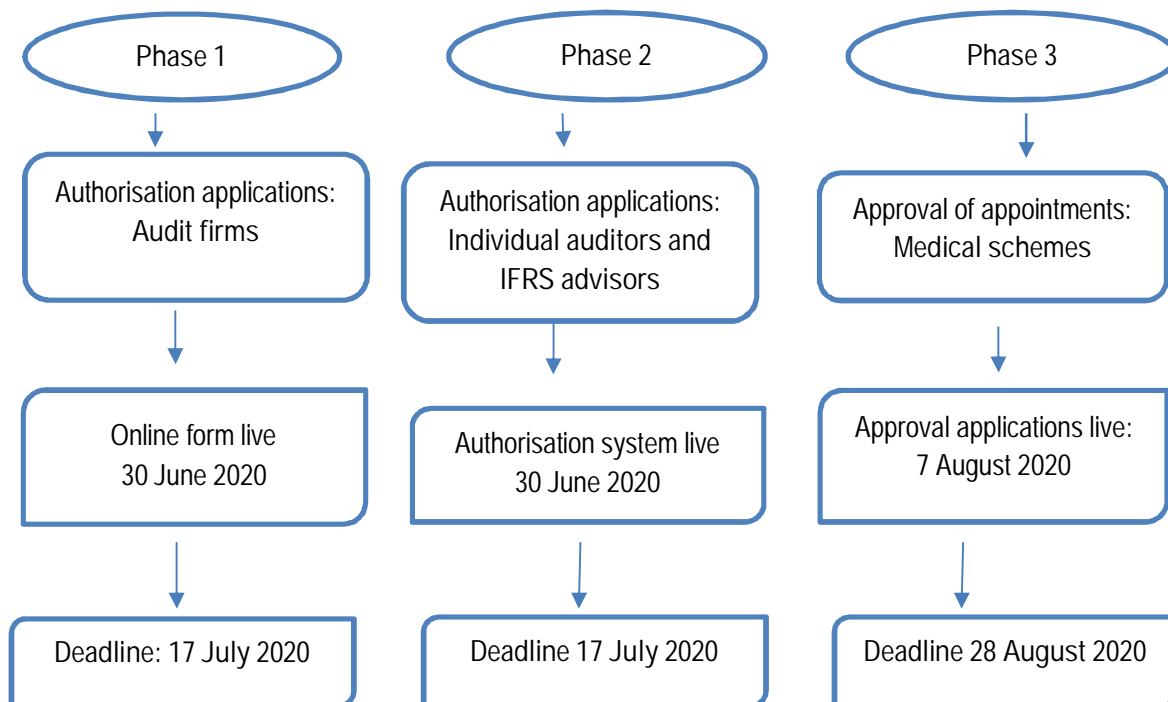 Phase 1
Authorisation applications:
Audit firms
Online form live
30 June 2020
Deadline: 17 July 2020
Phase 2
Authorisation applications:
Individual auditors and
IFRS advisors
Authorisation system live
30 June 2020
Deadline 17 July 2020
Phase 3
Approval of appointments:
Medical schemes
Approval applications live:
7 August 2020
Deadline 28 August 2020